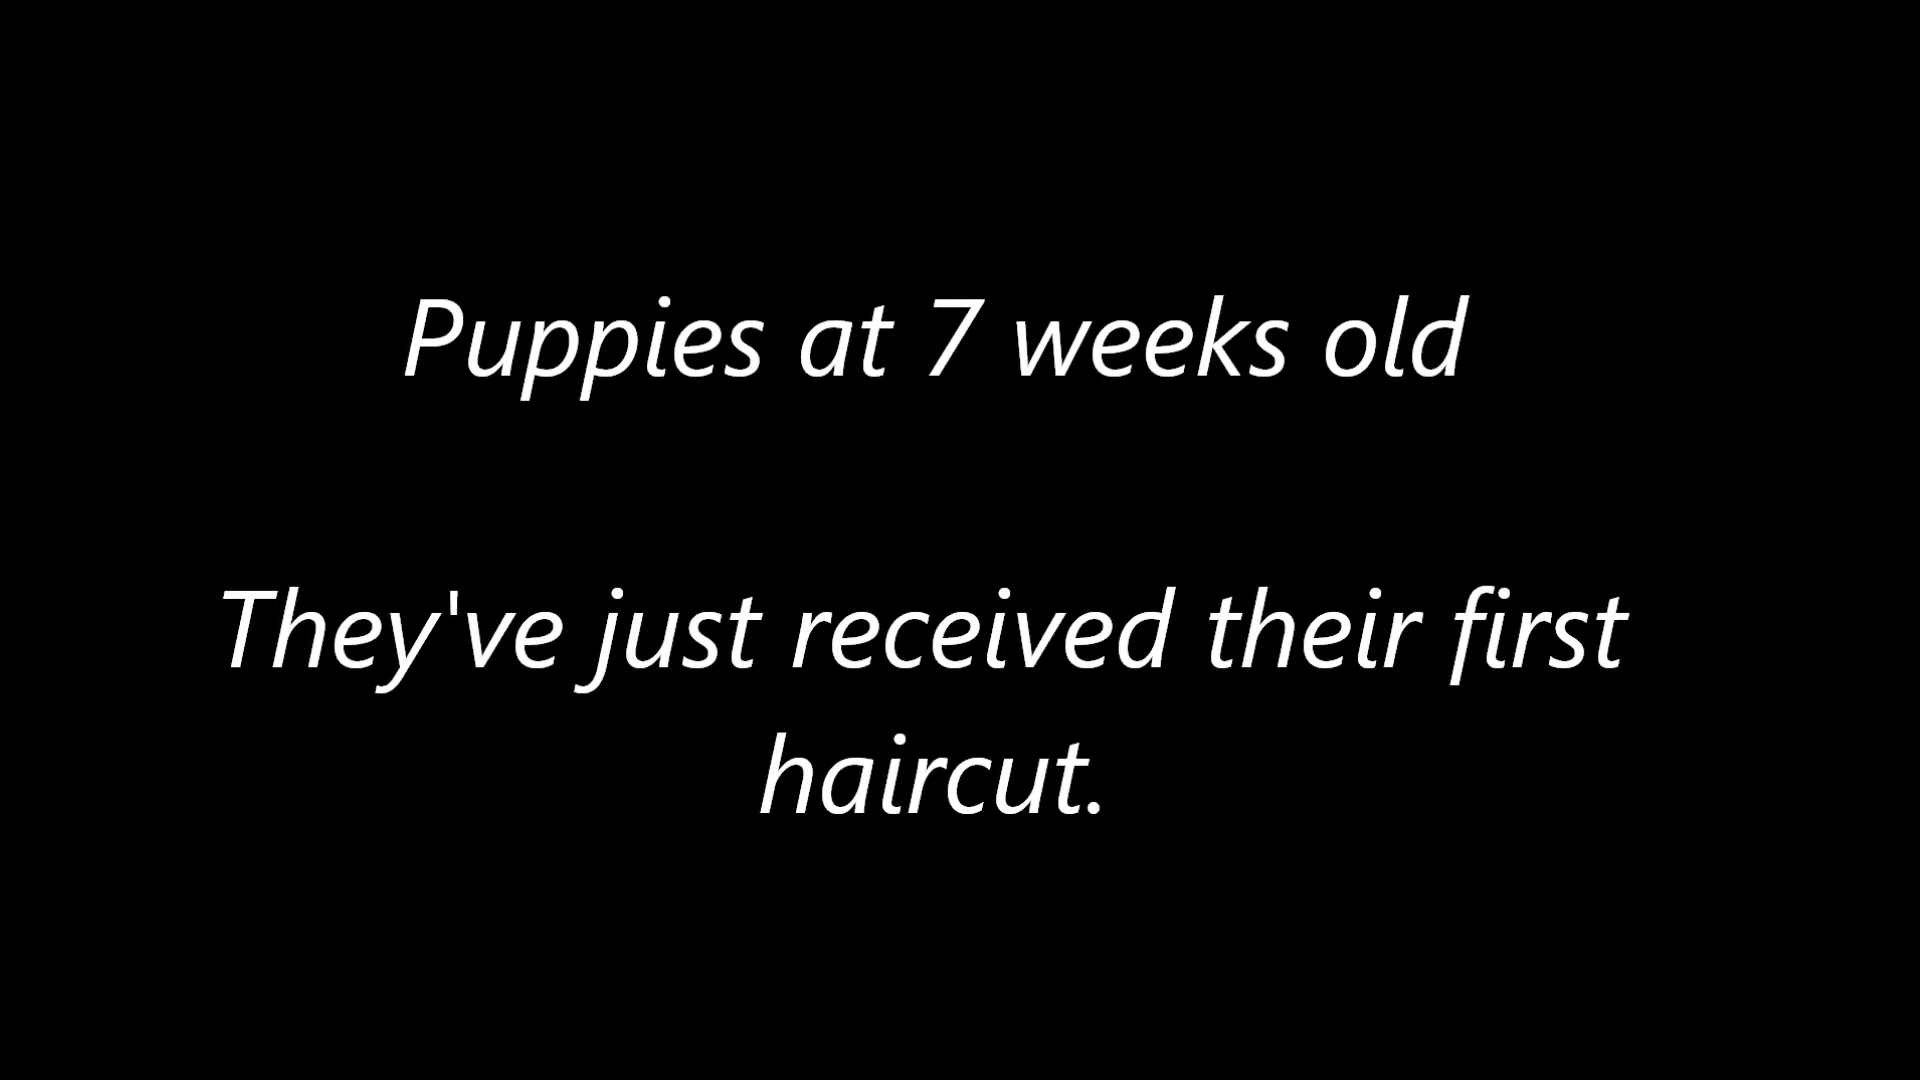 Puppies at 7 weeks old
They've just received their first
haircut.